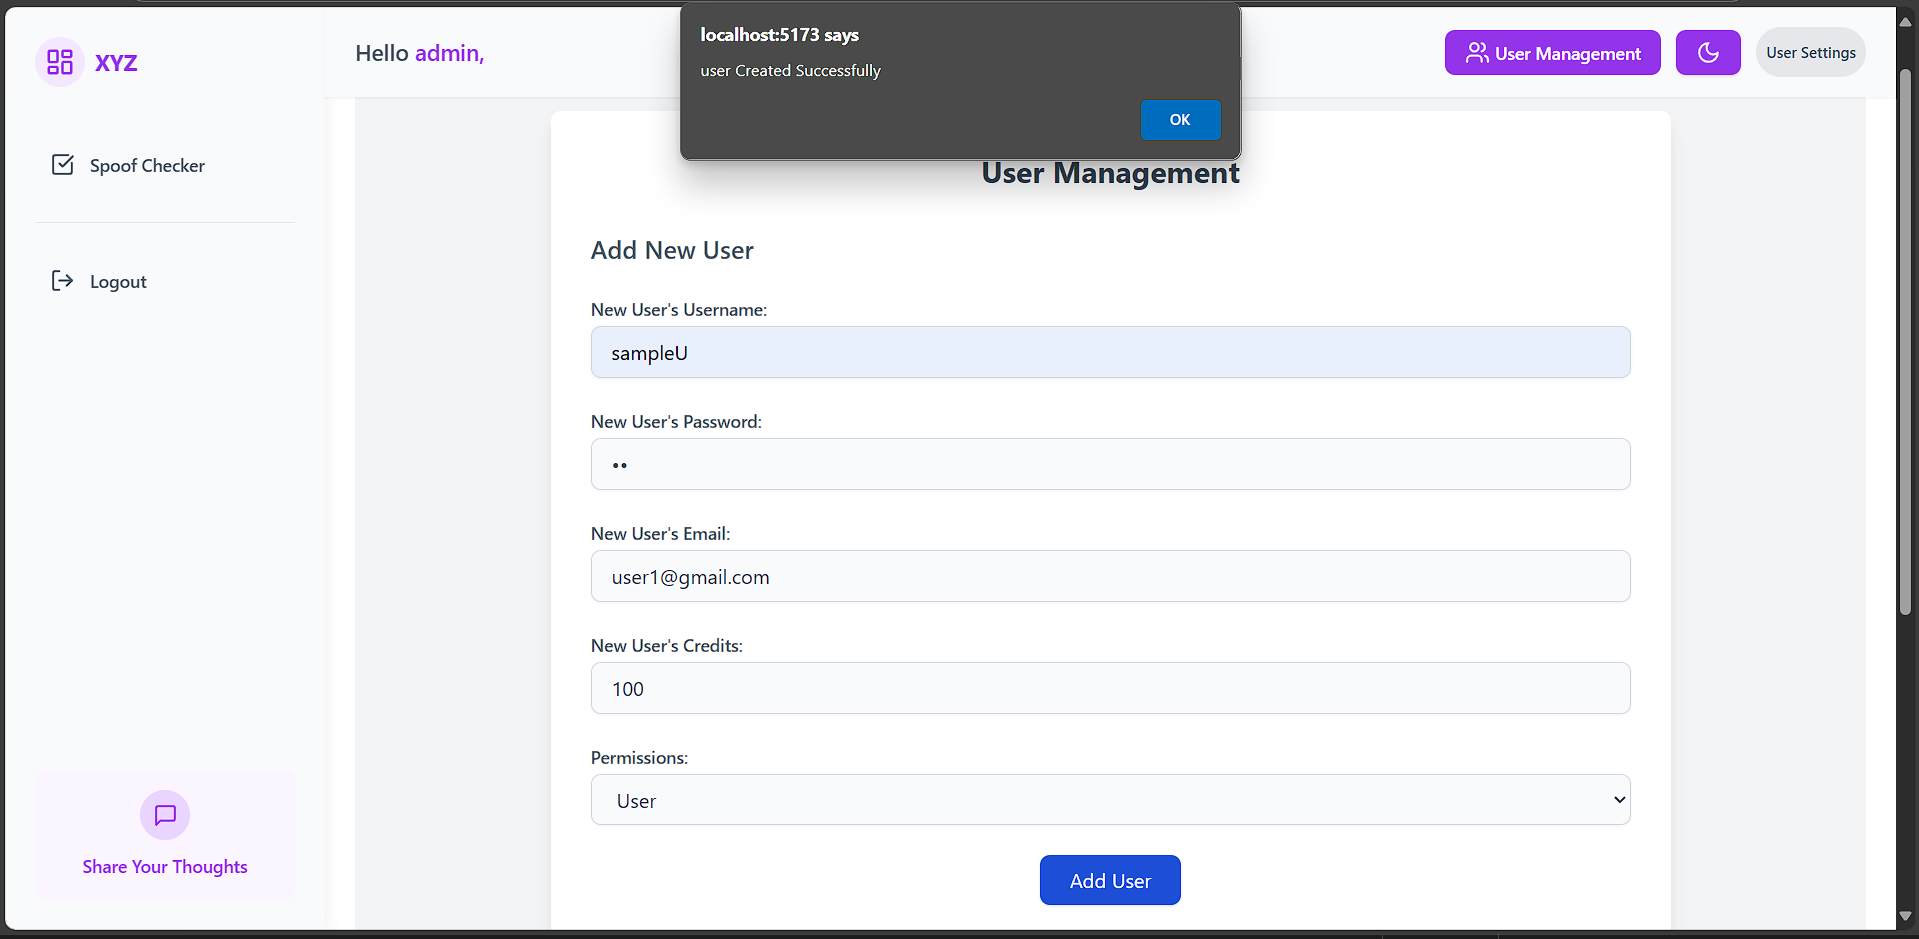 localhost:5173 says
user Created Successfully
OK
XYZ
Hello admin,
User Management
User Settings
Spoof Checker
Logout
Share Your Thoughts
User Management
Add New User
New User's Username:
sampleU
New User's Password:
••
New User's Email:
user1@gmail.com
New User's Credits:
100
Permissions:
User
Add User